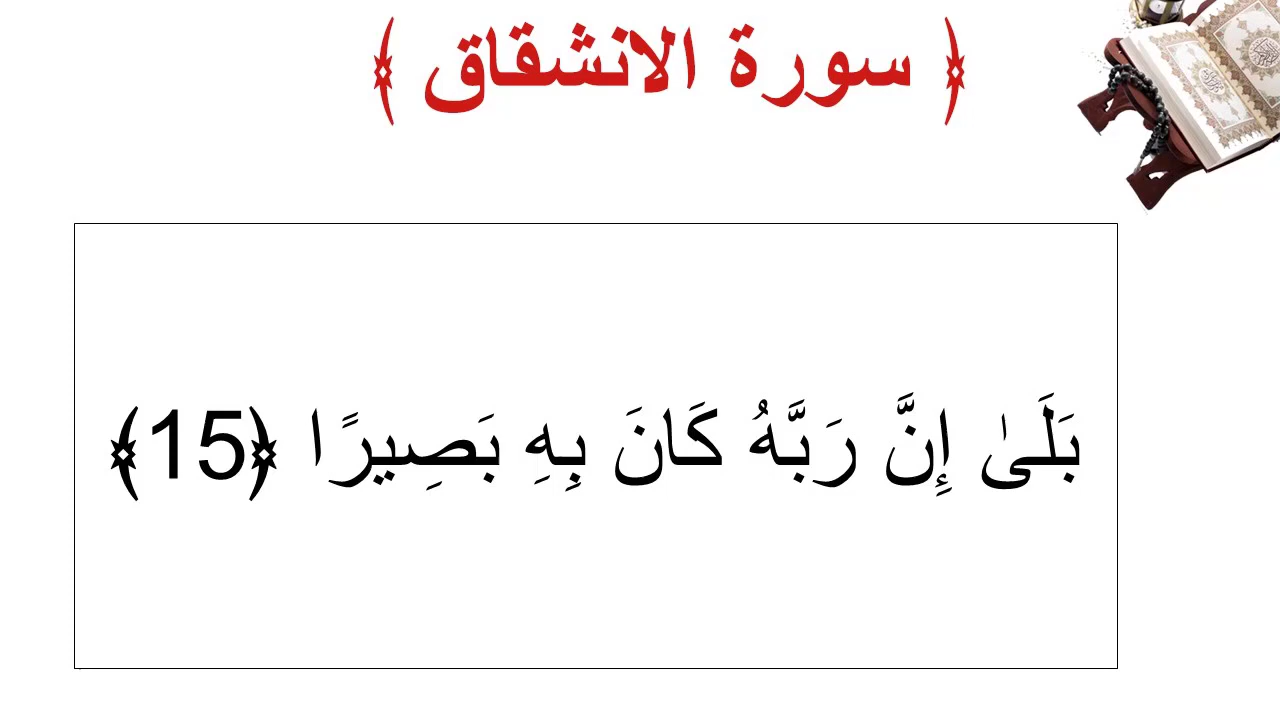 ﴿ سورة الانشقاق ﴾
بَلَىٰ إِنَّ رَبَّهُ كَانَ بِهِ بَصِيرًا ﴿15﴾